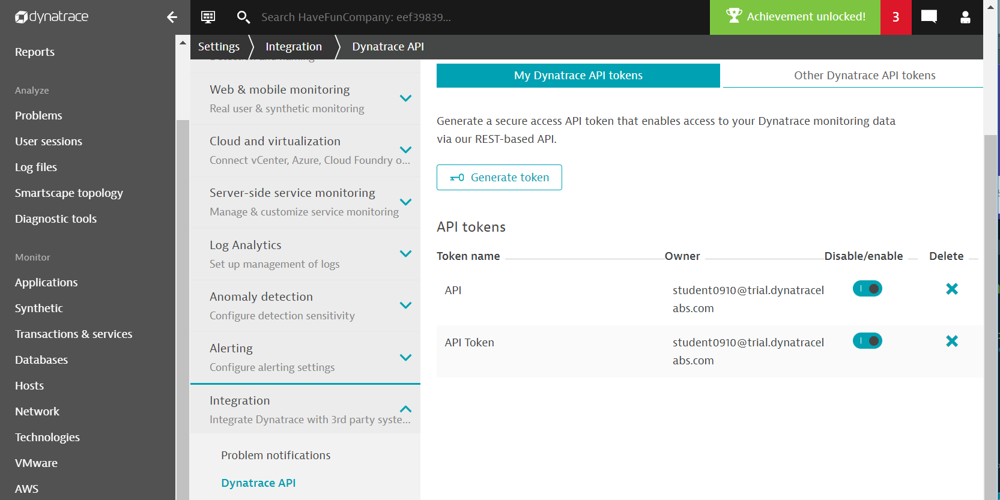 dynatrace
Search HaveFunCompany: eef39839...
Achievement unlocked!
3
Settings
Integration
Dynatrace API
Reports
Analyze
Problems
User sessions
Log files
Smartscape topology
Diagnostic tools
Monitor
Applications
Synthetic
Transactions & services
Databases
Hosts
Network
Technologies
VMware
AWS
Web & mobile monitoring
Real user & synthetic monitoring
Cloud and virtualization
Connect vCenter, Azure, Cloud Foundry o...
Server-side service monitoring
Manage & customize service monitoring
Log Analytics
Set up management of logs
Anomaly detection
Configure detection sensitivity
Alerting
Configure alerting settings
Integration
Integrate Dynatrace with 3rd party syste...
Problem notifications
Dynatrace API
My Dynatrace API tokens
Other Dynatrace API tokens
Generate a secure access API token that enables access to your Dynatrace monitoring data
via our REST-based API.
Generate token
API tokens
Token name Owner Disable/enable Delete
API student0910@trial.dynatracel
abs.com
API Token student0910@trial.dynatracel
abs.com